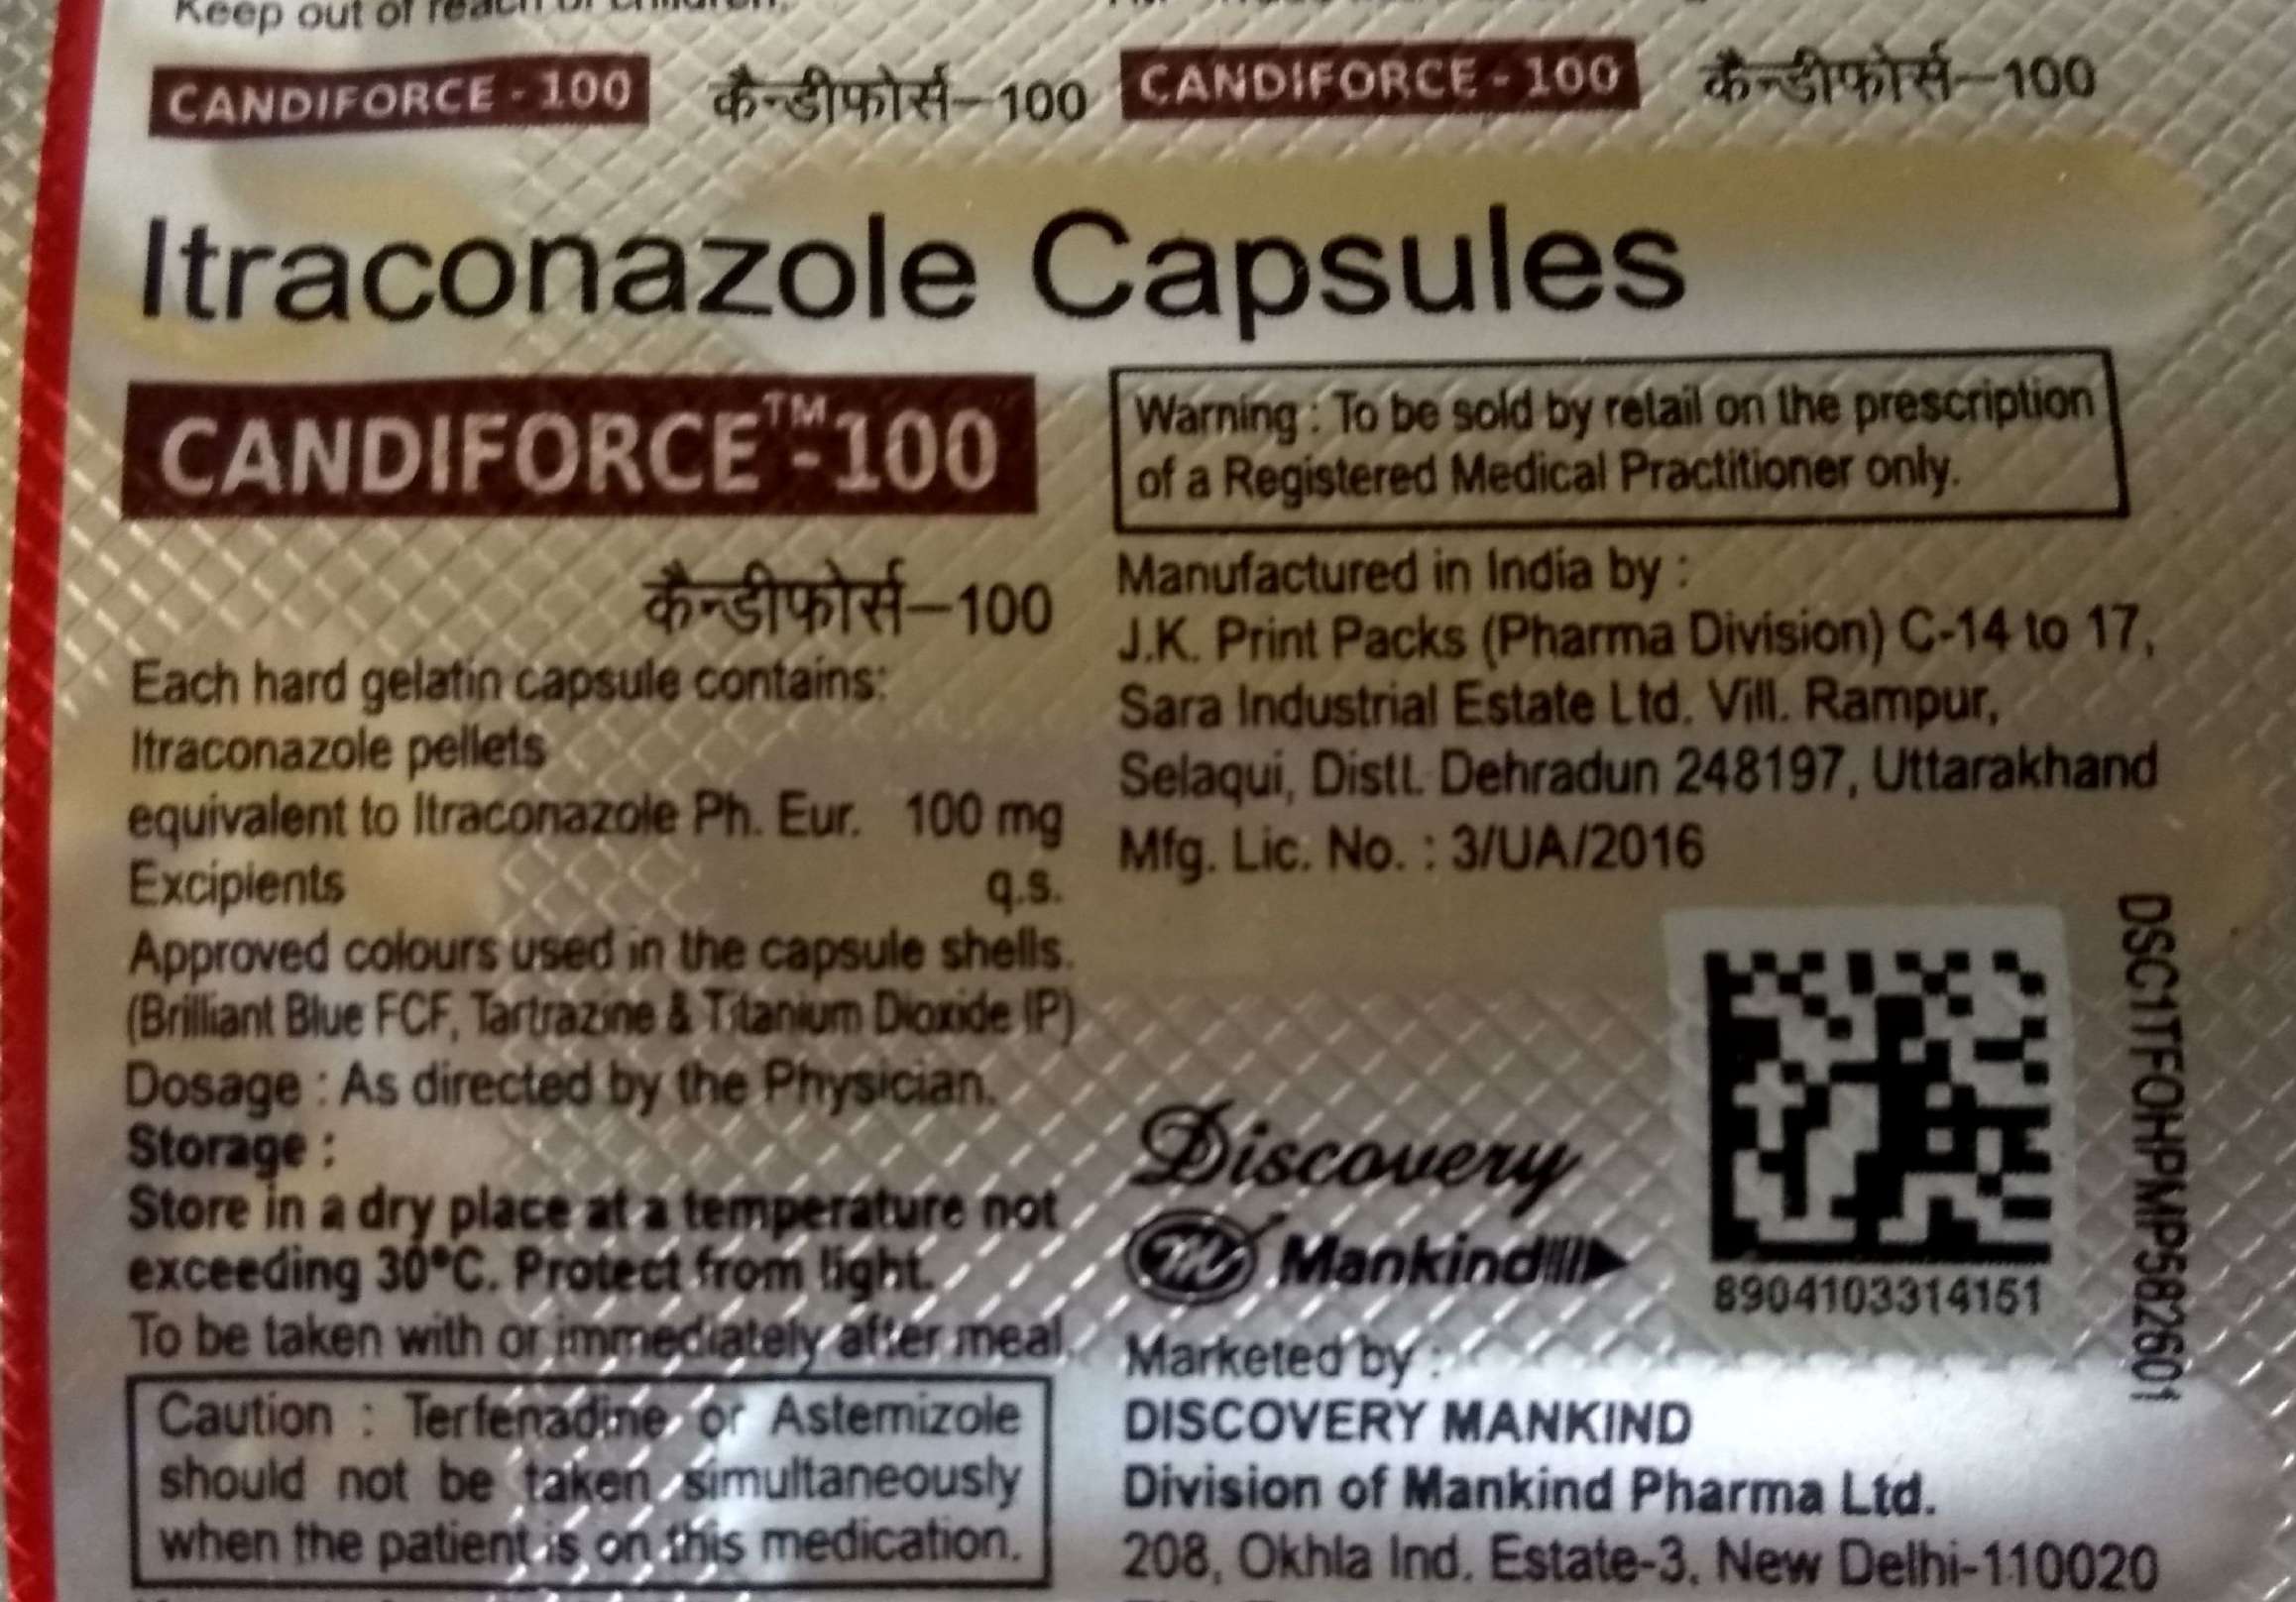 Keep out of reach of children.
CANDIFORCE - 100 कैन्डीफोर्स–100 CANDIFORCE - 100 कैन्डीफोर्स–100
Itraconazole Capsules
CANDIFORCE™-100
कैन्डीफोर्स–100
Each hard gelatin capsule contains:
Itraconazole pellets
equivalent to Itraconazole Ph. Eur. 100 mg
Excipients q.s.
Approved colours used in the capsule shells.
(Brilliant Blue FCF, Tartrazine & Titanium Dioxide IP)
Dosage : As directed by the Physician.
Storage :
Store in a dry place at a temperature not
exceeding 30°C. Protect from light.
To be taken with or immediately after meal.
Caution : Terfenadine or Astemizole
should not be taken simultaneously
when the patient is on this medication.
Warning : To be sold by retail on the prescription
of a Registered Medical Practitioner only.
Manufactured in India by :
J.K. Print Packs (Pharma Division) C-14 to 17,
Sara Industrial Estate Ltd. Vill. Rampur,
Selaqui, Distt. Dehradun 248197, Uttarakhand
Mfg. Lic. No. : 3/UA/2016
Discovery
Mankind
8904103314151
DSC1TFOHPMP582601
Marketed by :
DISCOVERY MANKIND
Division of Mankind Pharma Ltd.
208, Okhla Ind. Estate-3, New Delhi-110020